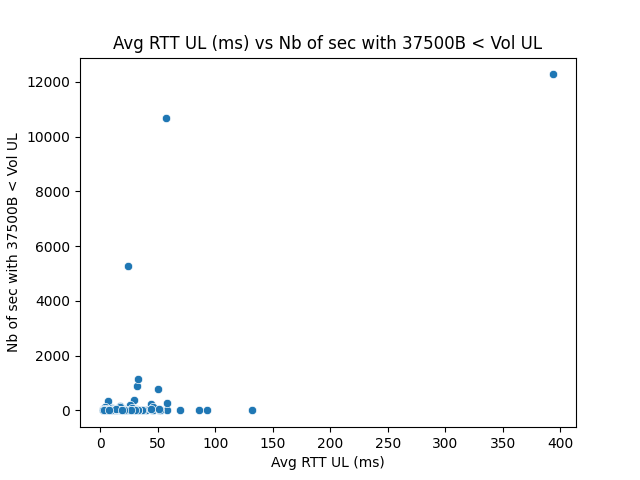 Avg RTT UL (ms) vs Nb of sec with 37500B < Vol UL
Nb of sec with 37500B < Vol UL
12000
10000
8000
6000
4000
2000
0
0 50 100 150 200 250 300 350 400
Avg RTT UL (ms)